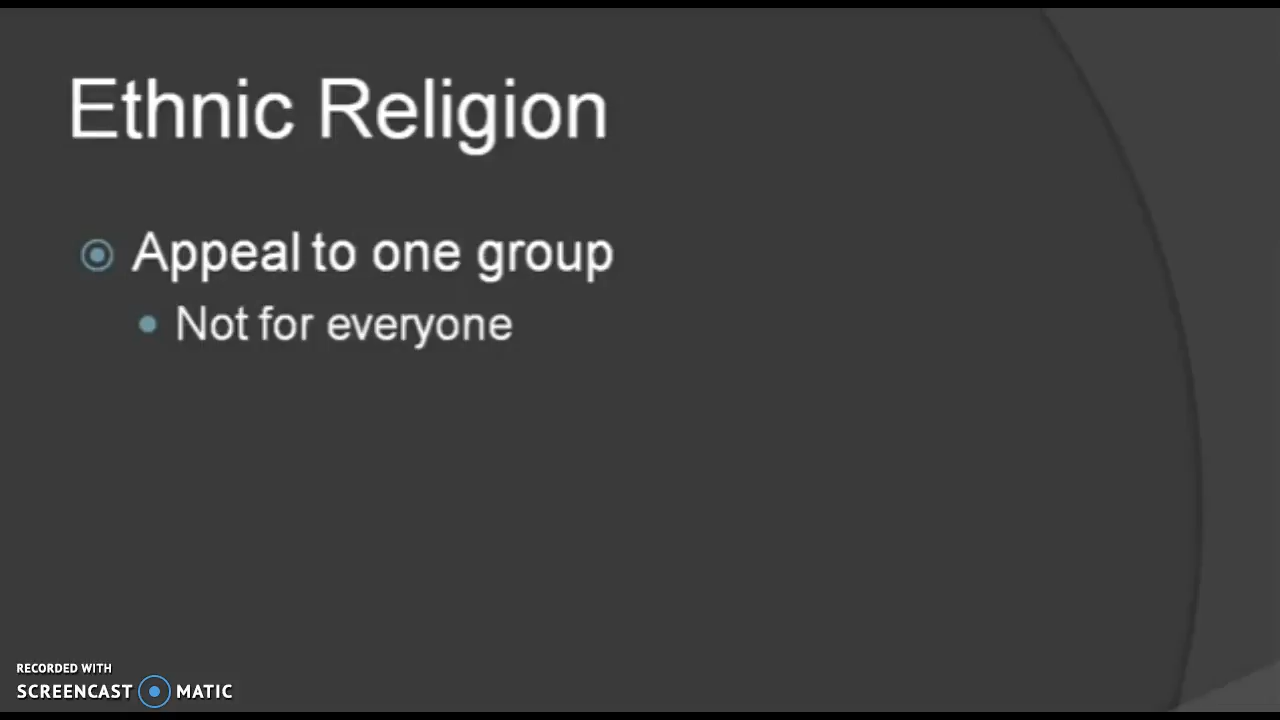 Ethnic Religion
Appeal to one group
Not for everyone
RECORDED WITH
SCREENCAST MATIC